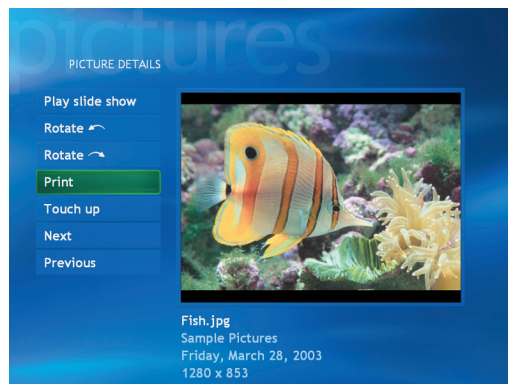 pictures
PICTURE DETAILS
Play slide show
Rotate
Rotate
Print
Touch up
Next
Previous
Fish.jpg
Sample Pictures
Friday, March 28, 2003
1280 x 853